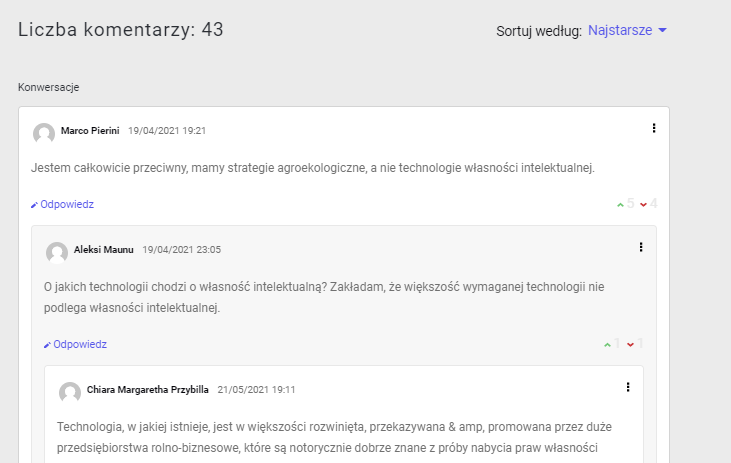 Liczba komentarzy: 43
Sortuj według: Najstarsze
Konwersacje
Marco Pierini 19/04/2021 19:21
Jestem całkowicie przeciwny, mamy strategie agroekologiczne, a nie technologie własności intelektualnej.
Odpowiedz 5 4
Aleksi Maunu 19/04/2021 23:05
O jakich technologii chodzi o własność intelektualną? Zakładam, że większość wymaganej technologii nie
podlega własności intelektualnej.
Odpowiedz 1 1
Chiara Margaretha Przybilla 21/05/2021 19:11
Technologia, w jakiej istnieje, jest w większości rozwinięta, przekazywana & amp, promowana przez duże
przedsiębiorstwa rolno-biznesowe, które są notorycznie dobrze znane z próby nabycia praw własności